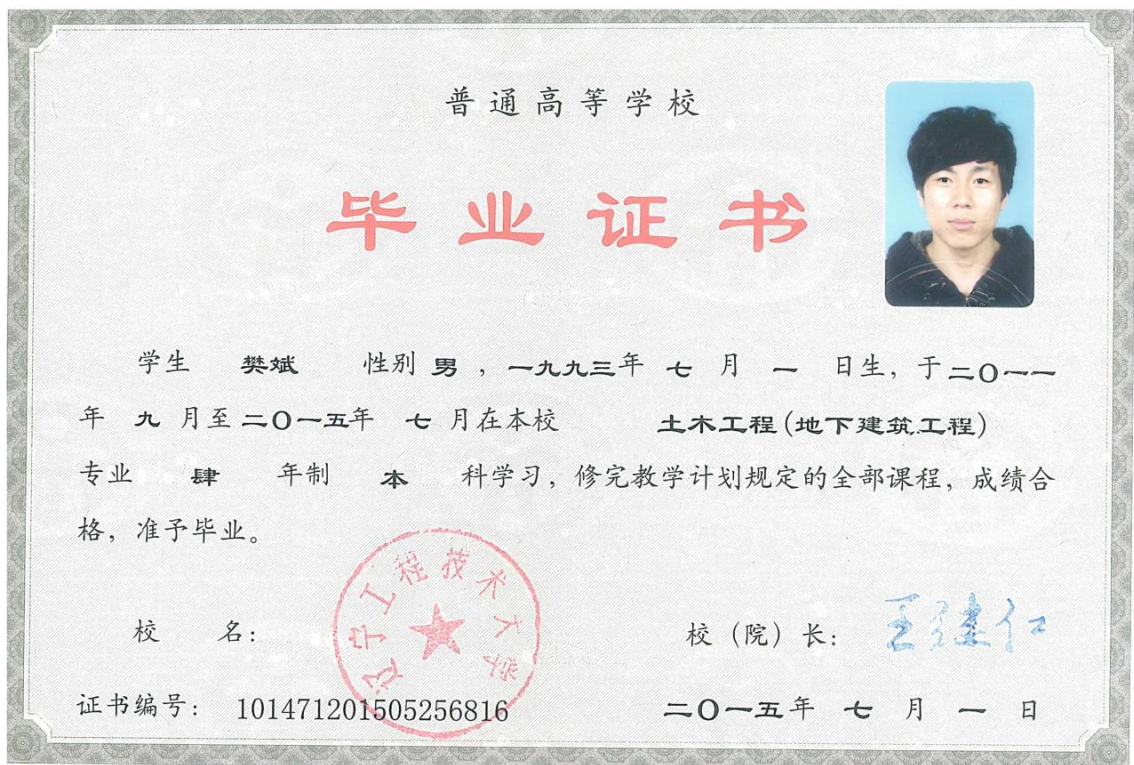 普通高等学校
毕业证书
学生 樊斌 性别 男 ，一九九三年 七 月 一 日生，于二〇一一
年 九 月至二〇一五年 七 月在本校 土木工程(地下建筑工程)
专业 肆 年制 本 科学习，修完教学计划规定的全部课程，成绩合
格，准予毕业。
辽宁工程技术大学
校 名：
校（院）长：
证书编号：101471201505256816
二〇一五年 七 月 一 日